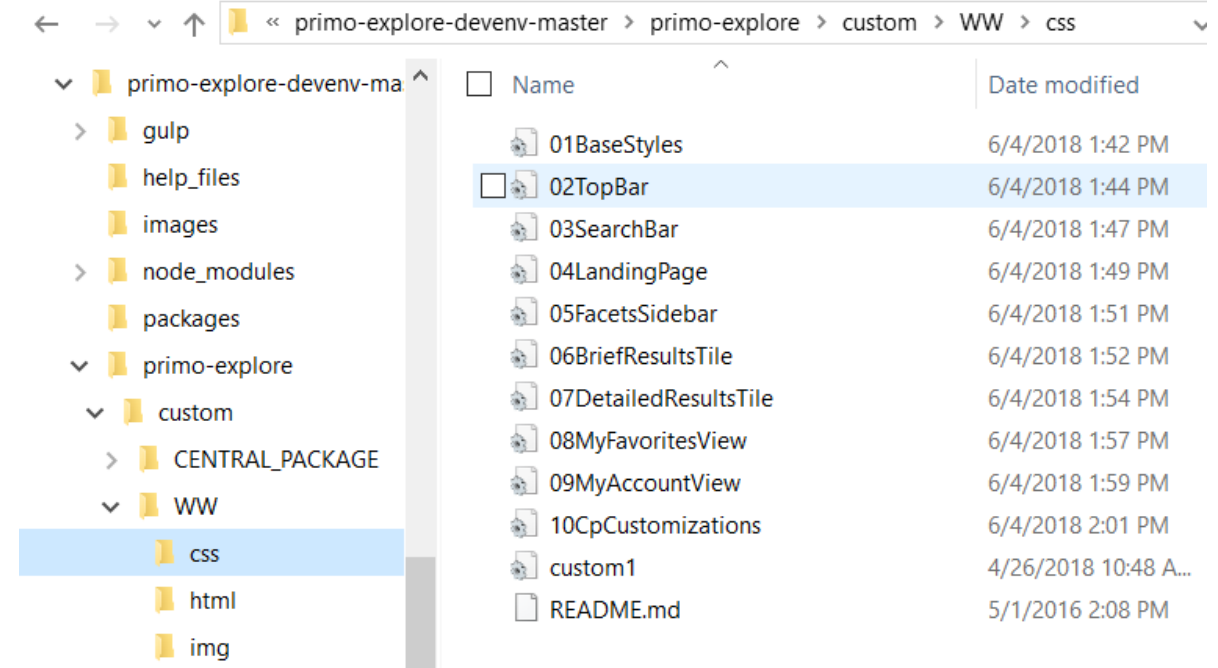 « primo-explore-devenv-master > primo-explore > custom > WW > css
primo-explore-devenv-ma
gulp
help_files
images
node_modules
packages
primo-explore
custom
CENTRAL_PACKAGE
WW
css
html
img
Name Date modified
01BaseStyles 6/4/2018 1:42 PM
02TopBar 6/4/2018 1:44 PM
03SearchBar 6/4/2018 1:47 PM
04LandingPage 6/4/2018 1:49 PM
05FacetsSidebar 6/4/2018 1:51 PM
06BriefResultsTile 6/4/2018 1:52 PM
07DetailedResultsTile 6/4/2018 1:54 PM
08MyFavoritesView 6/4/2018 1:57 PM
09MyAccountView 6/4/2018 1:59 PM
10CpCustomizations 6/4/2018 2:01 PM
custom1 4/26/2018 10:48 A...
README.md 5/1/2016 2:08 PM